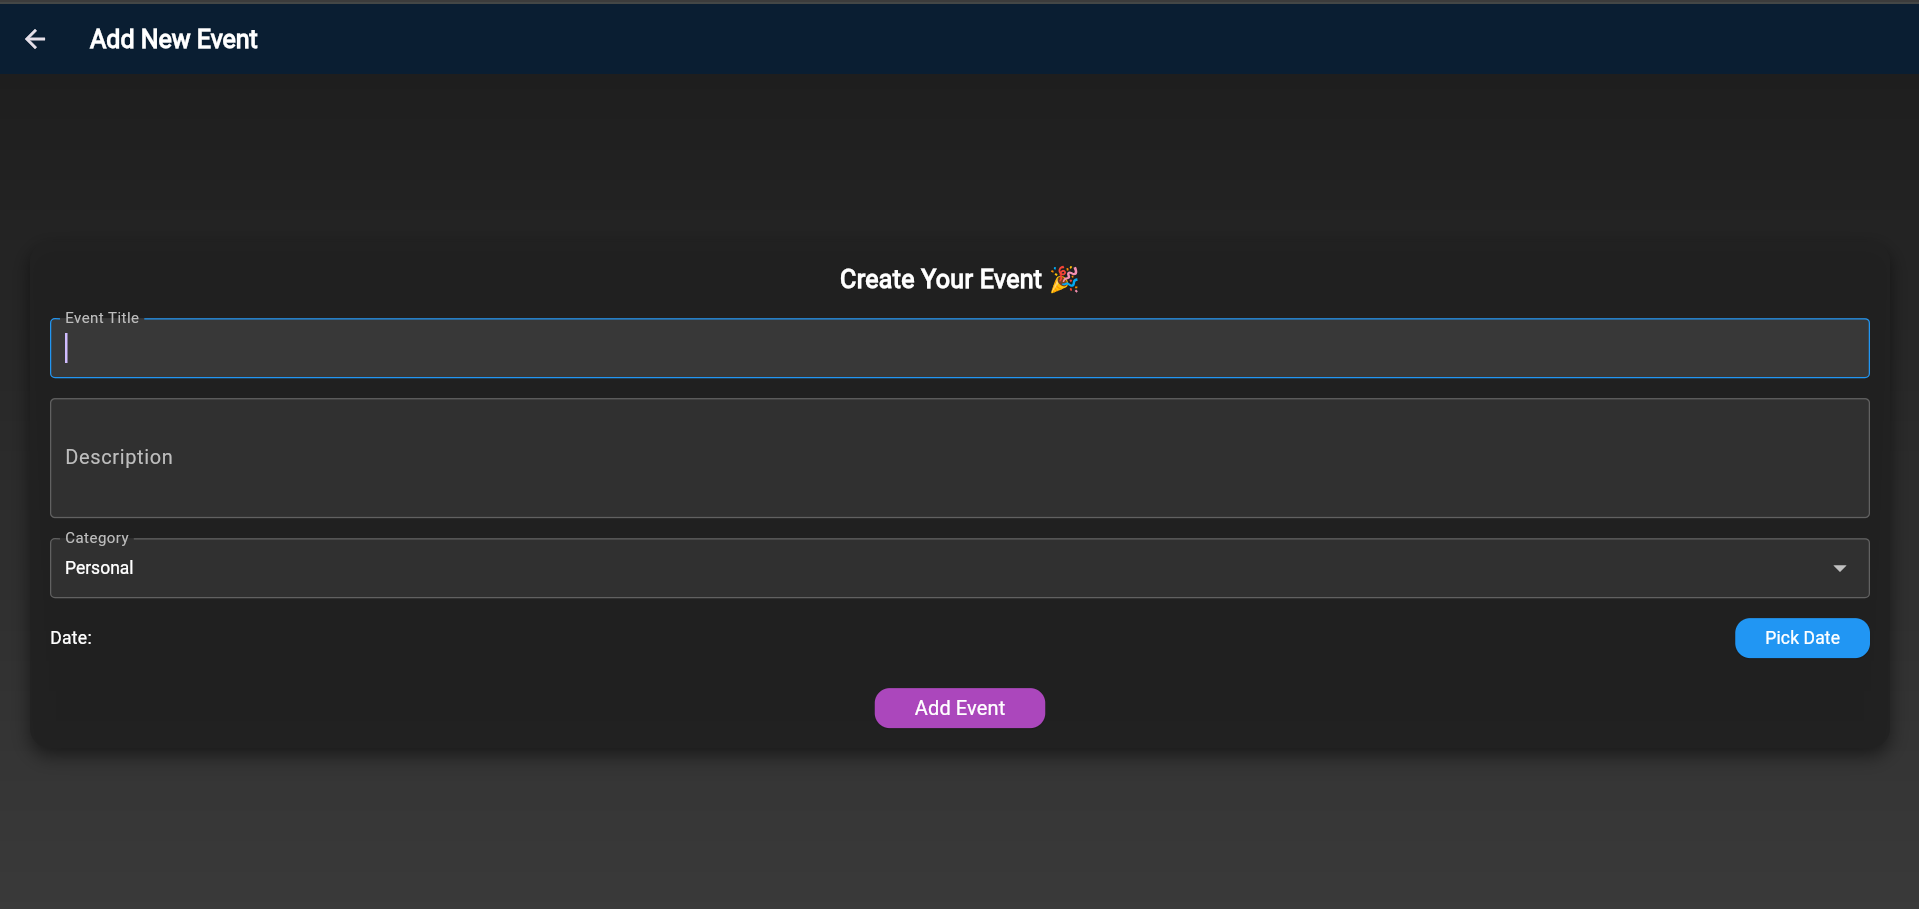 Add New Event
Create Your Event 🎉
Event Title
Description
Category
Personal
Date:
Pick Date
Add Event